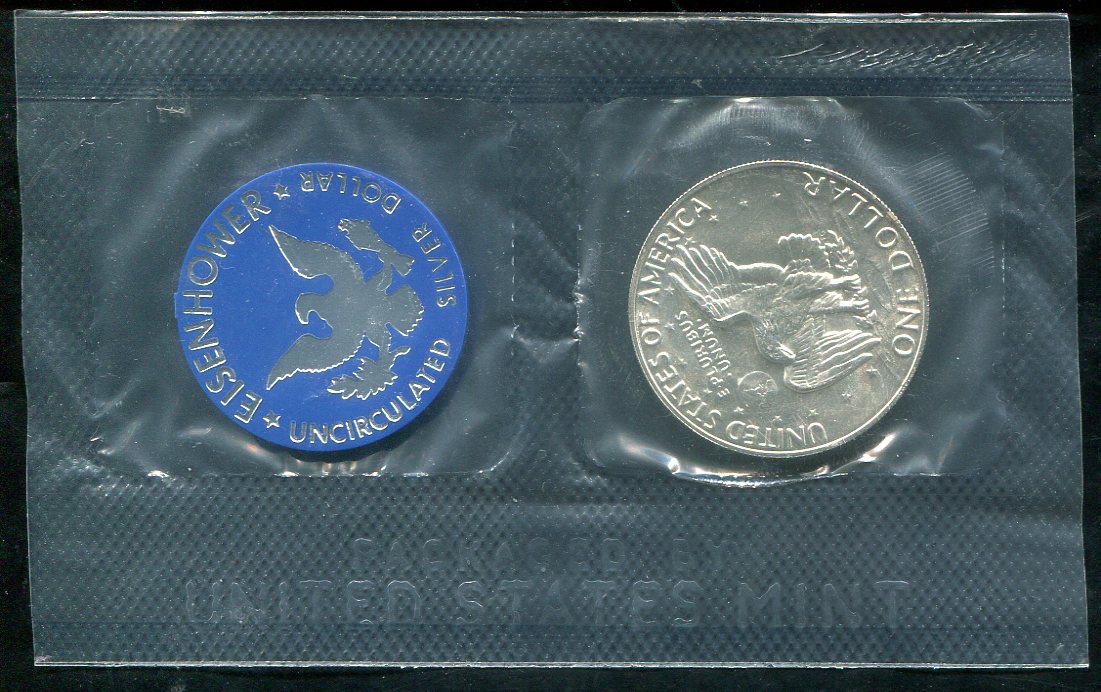 EISENHOWER ★ UNCIRCULATED SILVER DOLLAR ★
UNITED STATES OF AMERICA
E PLURIBUS
UNUM
ONE DOLLAR
PACKAGED BY
UNITED STATES MINT